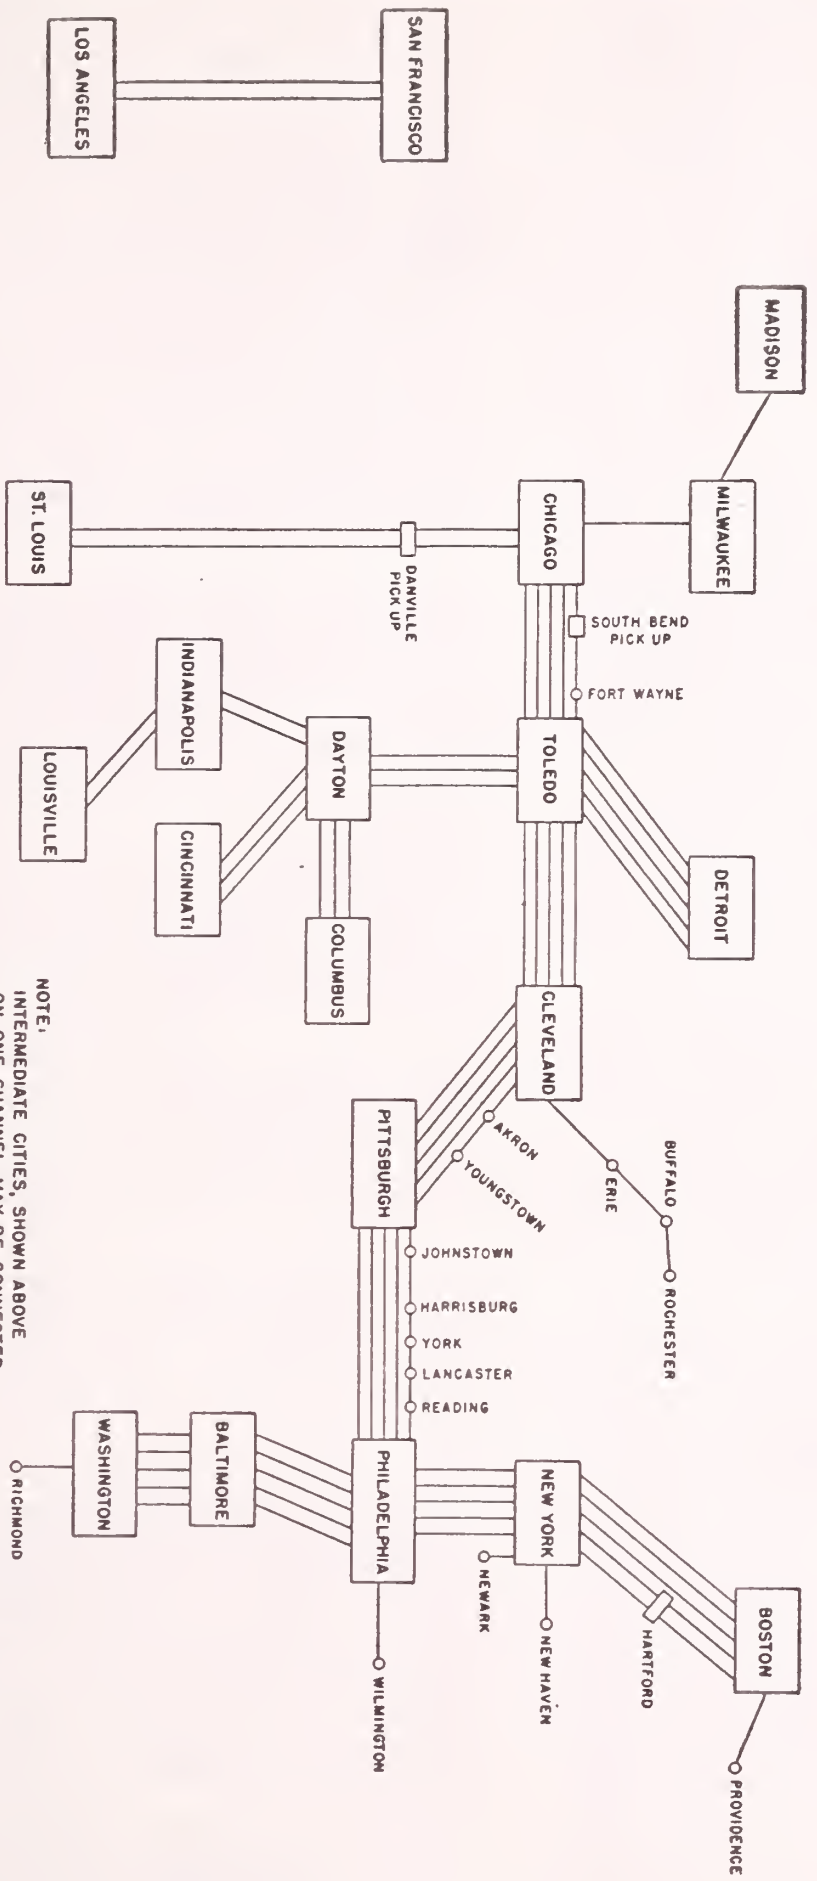 SAN FRANCISCO
LOS ANGELES
MADISON
MILWAUKEE
CHICAGO
DANVILLE
PICK UP
ST. LOUIS
SOUTH BEND
PICK UP
FORT WAYNE
TOLEDO
DETROIT
DAYTON
INDIANAPOLIS
LOUISVILLE
CINCINNATI
COLUMBUS
CLEVELAND
AKRON
YOUNGSTOWN
ERIE
BUFFALO
ROCHESTER
PITTSBURGH
JOHNSTOWN
HARRISBURG
YORK
LANCASTER
READING
PHILADELPHIA
WILMINGTON
BALTIMORE
WASHINGTON
RICHMOND
NEW YORK
NEWARK
NEW HAVEN
HARTFORD
BOSTON
PROVIDENCE
NOTE:
INTERMEDIATE CITIES, SHOWN ABOVE